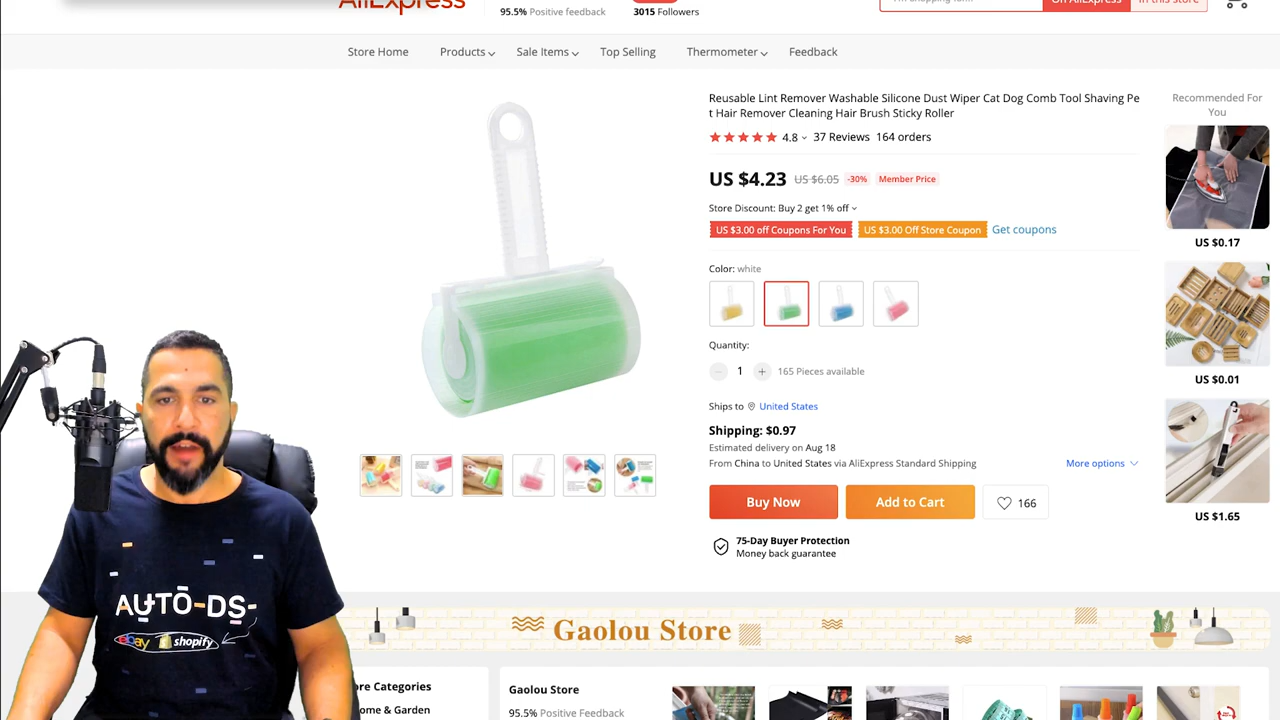 AliExpress
95.5% Positive feedback
3015 Followers
On AliExpress
In this store
Store Home
Products
Sale Items
Top Selling
Thermometer
Feedback
Reusable Lint Remover Washable Silicone Dust Wiper Cat Dog Comb Tool Shaving Pe
t Hair Remover Cleaning Hair Brush Sticky Roller
4.8
37 Reviews
164 orders
US $4.23
US $6.05
-30%
Member Price
Store Discount: Buy 2 get 1% off
US $3.00 off Coupons For You
US $3.00 Off Store Coupon
Get coupons
Color: white
Quantity:
1
165 Pieces available
Ships to
United States
Shipping: $0.97
Estimated delivery on Aug 18
From China to United States via AliExpress Standard Shipping
More options
Buy Now
Add to Cart
166
75-Day Buyer Protection
Money back guarantee
Recommended For
You
US $0.17
US $0.01
US $1.65
AUTO-DS
ebay
shopify
Gaolou Store
re Categories
ome & Garden
Gaolou Store
95.5% Positive Feedback